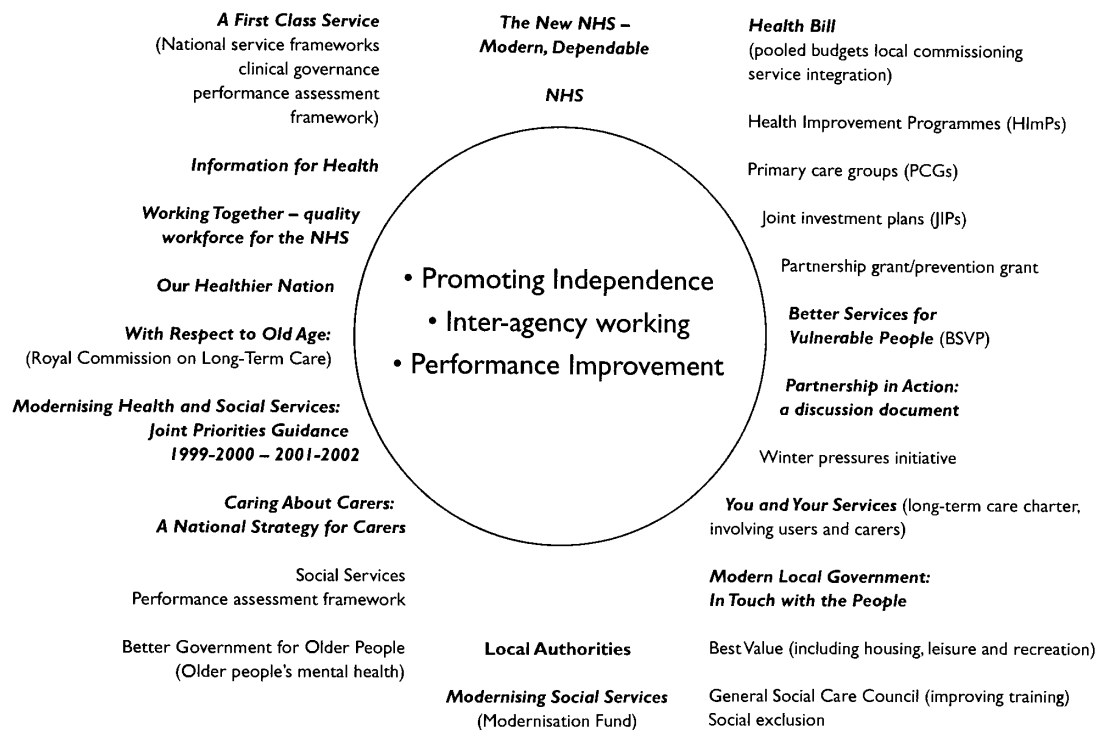 A First Class Service
(National service frameworks
clinical governance
performance assessment
framework)
Information for Health
Working Together – quality
workforce for the NHS
Our Healthier Nation
With Respect to Old Age:
(Royal Commission on Long-Term Care)
Modernising Health and Social Services:
Joint Priorities Guidance
1999-2000 – 2001-2002
Caring About Carers:
A National Strategy for Carers
Social Services
Performance assessment framework
Better Government for Older People
(Older people's mental health)
The New NHS –
Modern, Dependable
NHS
• Promoting Independence
• Inter-agency working
• Performance Improvement
Local Authorities
Modernising Social Services
(Modernisation Fund)
Health Bill
(pooled budgets local commissioning
service integration)
Health Improvement Programmes (HImPs)
Primary care groups (PCGs)
Joint investment plans (JIPs)
Partnership grant/prevention grant
Better Services for
Vulnerable People (BSVP)
Partnership in Action:
a discussion document
Winter pressures initiative
You and Your Services (long-term care charter,
involving users and carers)
Modern Local Government:
In Touch with the People
Best Value (including housing, leisure and recreation)
General Social Care Council (improving training)
Social exclusion